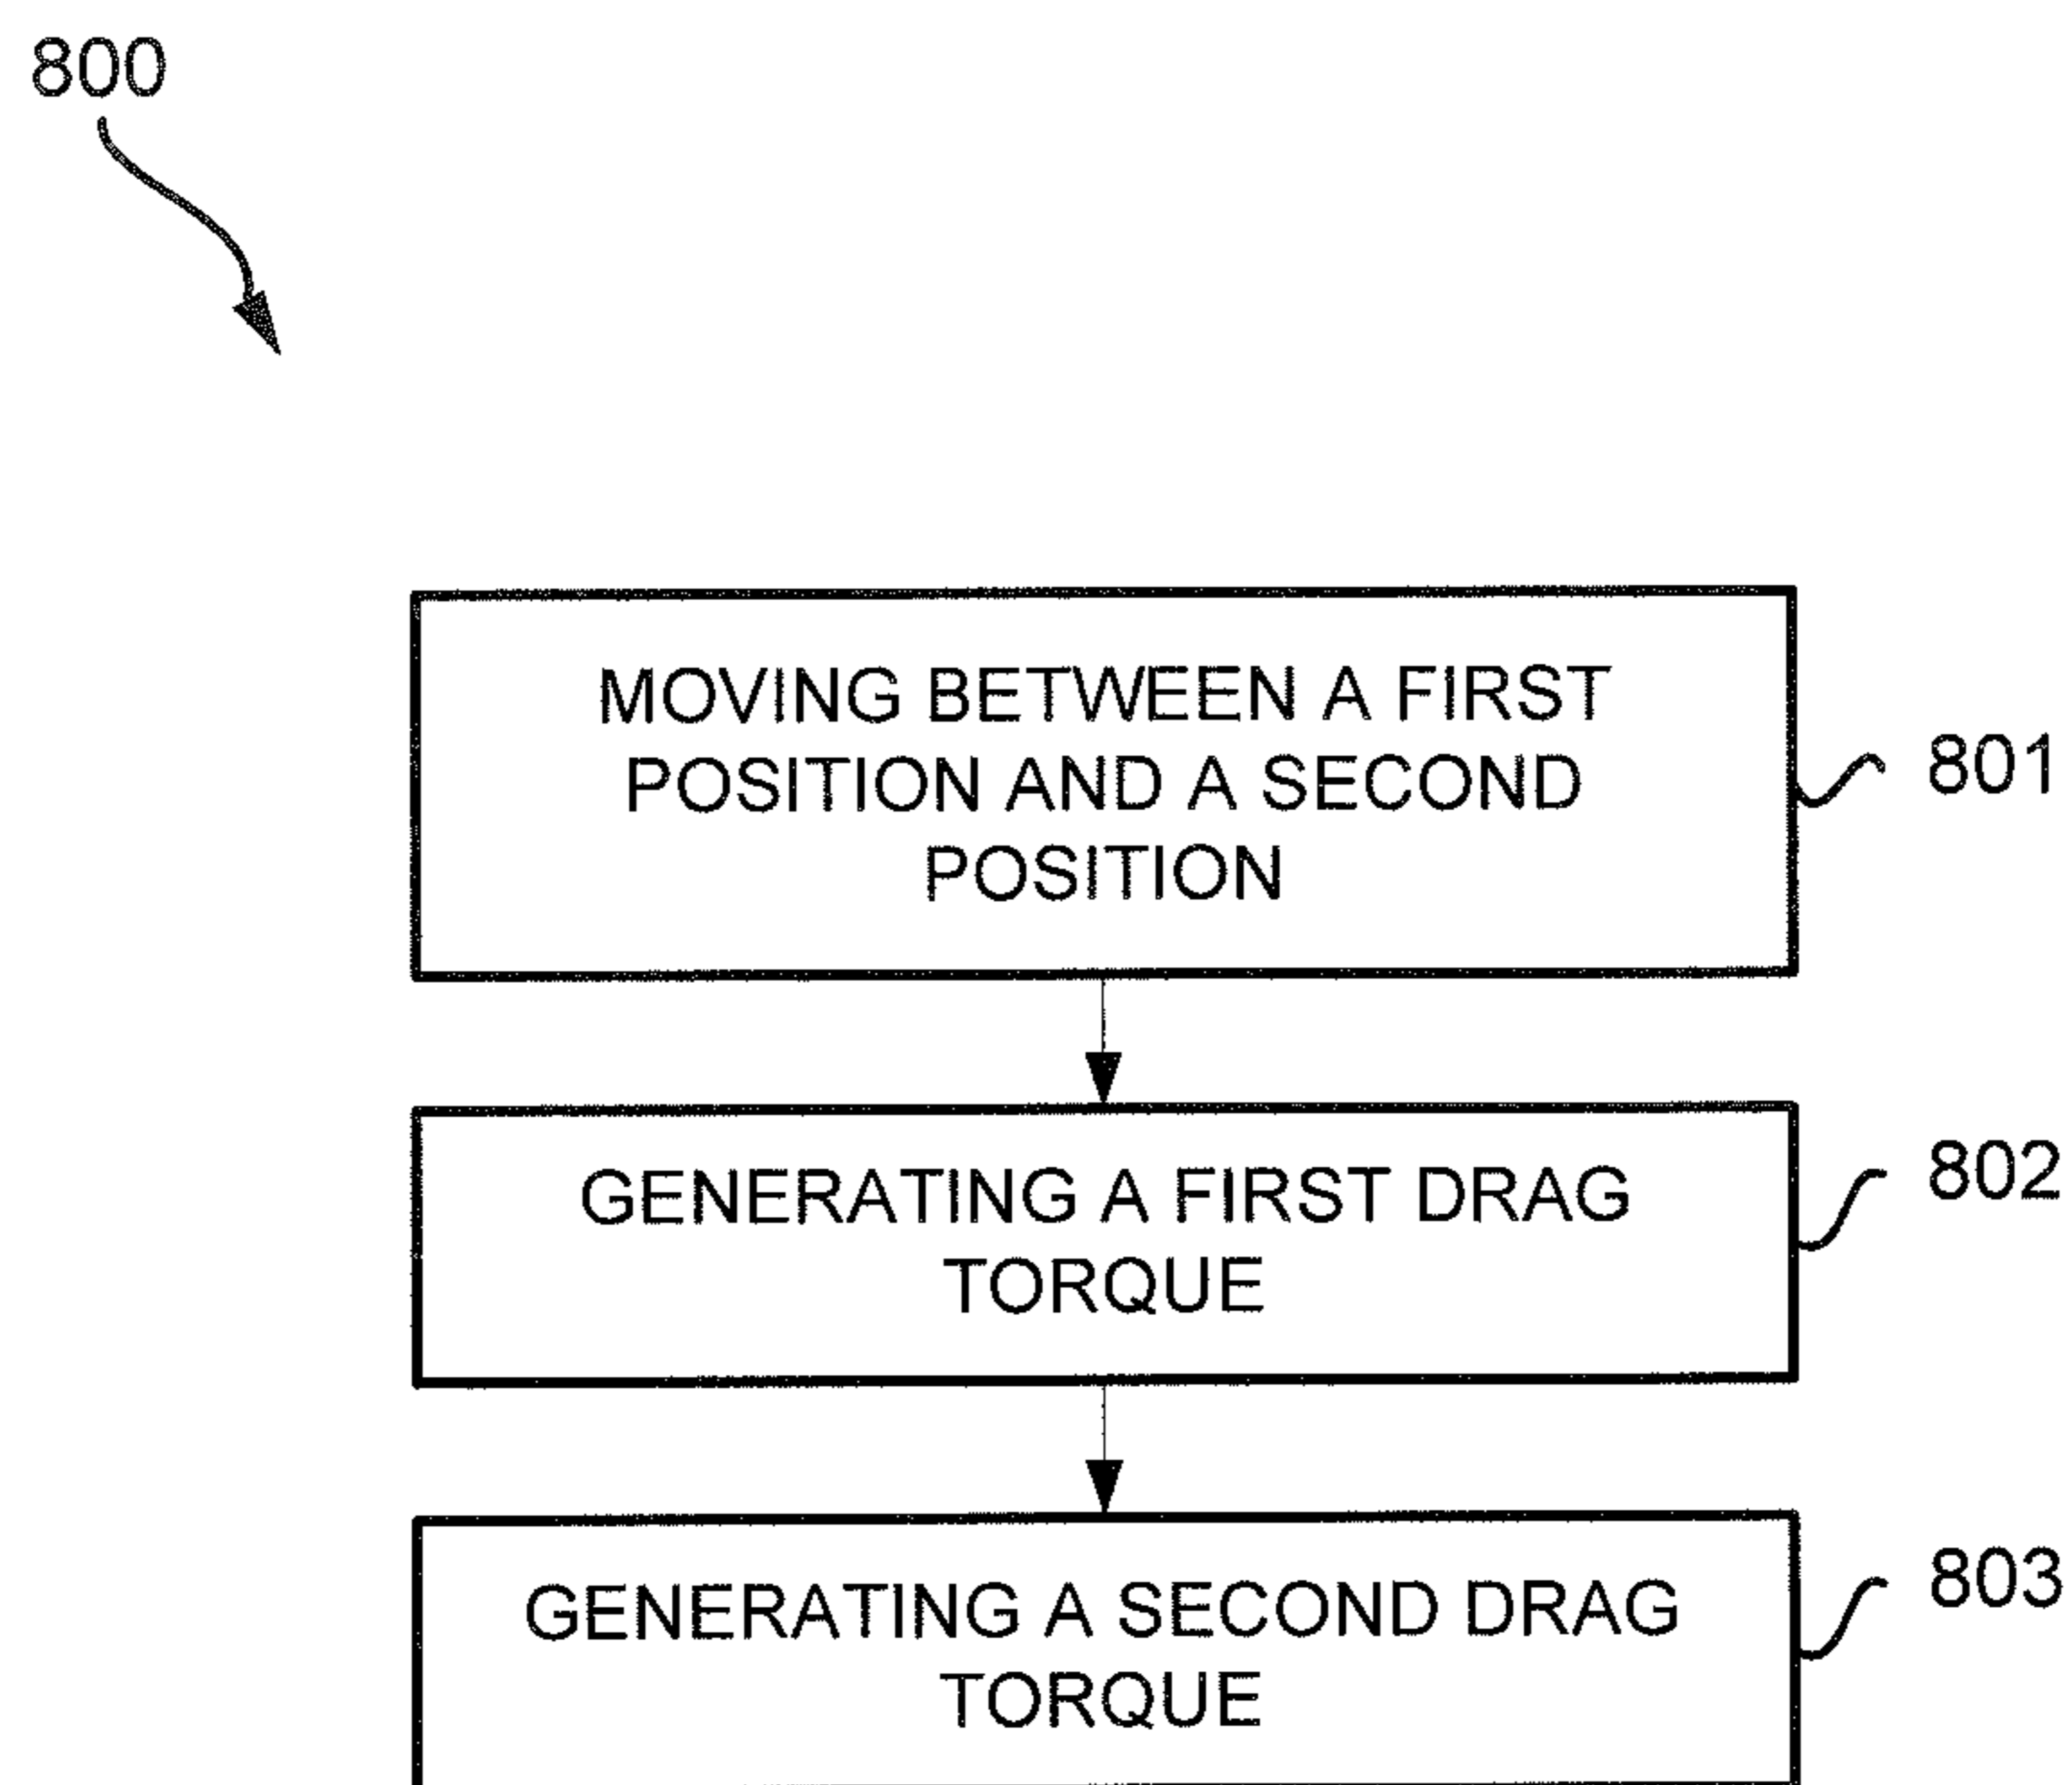 800
MOVING BETWEEN A FIRST
POSITION AND A SECOND
POSITION
801
GENERATING A FIRST DRAG
TORQUE
802
GENERATING A SECOND DRAG
TORQUE
803